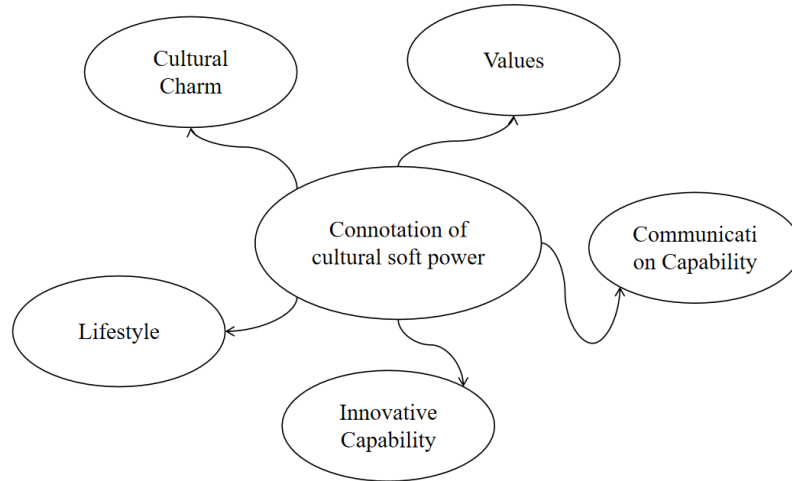 Cultural
Charm
Values
Connotation of
cultural soft power
Communicati
on Capability
Lifestyle
Innovative
Capability